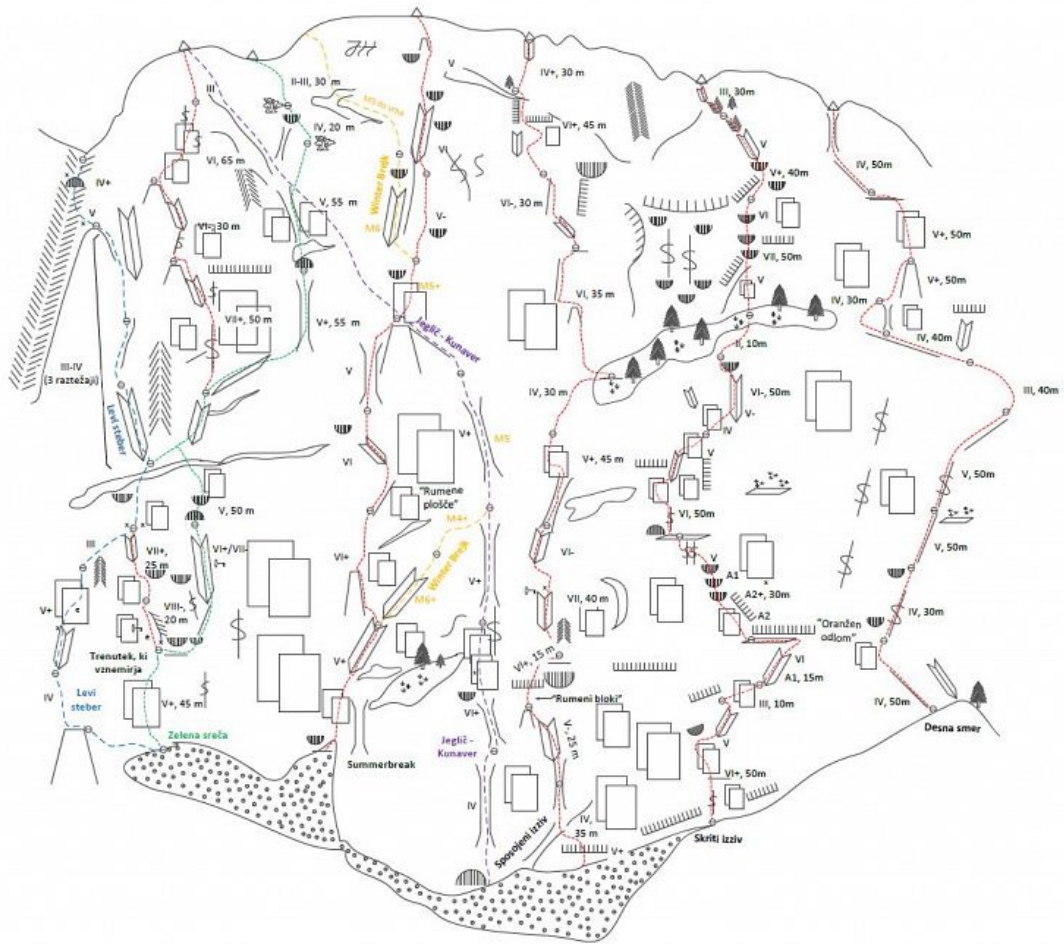 III
V
IV+, 30 m
III, 30m
II-III, 30 m
M5 do vrha
IV, 20 m
VI+, 45 m
V
VI
VI, 65 m
IV+
Winter Brejk
V+, 40m
IV, 50m
VI-, 30 m
V
V, 55 m
V-
VI
VI-, 30 m
M6
V+, 50m
VII, 50m
M5+
V
V+, 50m
VI, 35 m
IV, 30m
VII+, 50 m
V+, 55 m
Jeglič - Kunaver
IV, 40m
II, 10m
III-IV
(3 raztežaji)
V
IV, 30 m
VI-, 50m
III, 40m
V-
Levi steber
V+
M5
IV
V+, 45 m
V
VI
V, 50m
"Rumene
plošče"
V, 50 m
M4+
VI, 50m
III
VII+,
25 m
VI+/VII-
VI+
Winter Brejk
V+
VI-
V
V, 50m
A1
V+
VIII-,
20 m
M6+
VII, 40 m
A2+, 30m
A2
IV, 30m
"Oranžen
odlom"
Trenutek, ki
vznemirja
V+
VI+, 15 m
VI
A1, 15m
IV
Levi
steber
V+, 45 m
"Rumeni bloki"
III, 10m
IV, 50m
VI+
Zelena sreča
V-, 25 m
V
Desna smer
Jeglič -
Kunaver
Summerbreak
VI+, 50m
IV
Sposojeni izziv
IV,
35 m
V+
Skriti izziv